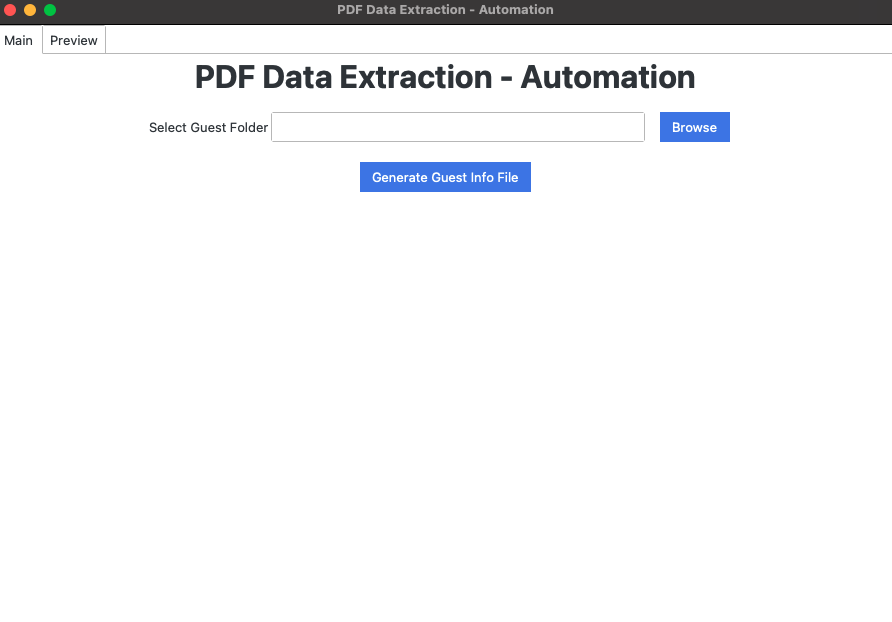 PDF Data Extraction - Automation
Main Preview
PDF Data Extraction - Automation
Select Guest Folder Browse
Generate Guest Info File